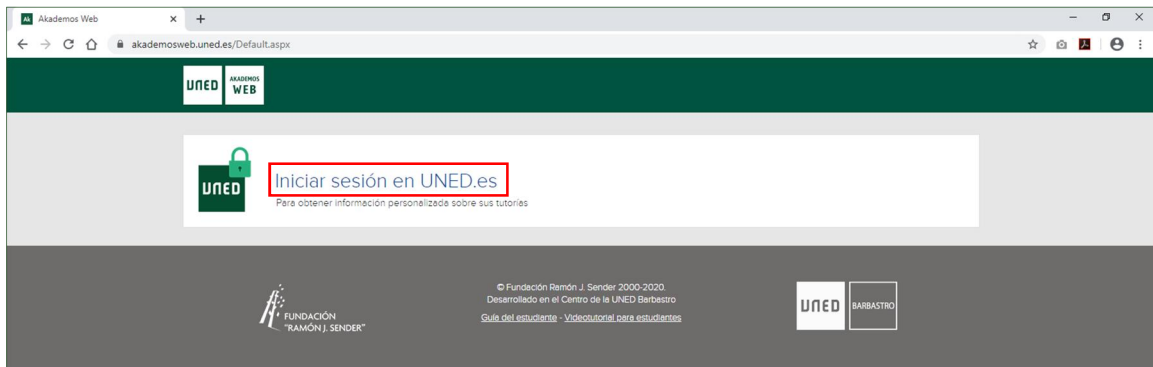 Ak Akademos Web
akademosweb.uned.es/Default.aspx
UNED AKADEMOS WEB
UNED
Iniciar sesión en UNED.es
Para obtener información personalizada sobre sus tutorías
FUNDACIÓN
"RAMÓN J. SENDER"
© Fundación Ramón J. Sender 2000-2020.
Desarrollado en el Centro de la UNED Barbastro
Guía del estudiante - Videotutorial para estudiantes
UNED BARBASTRO